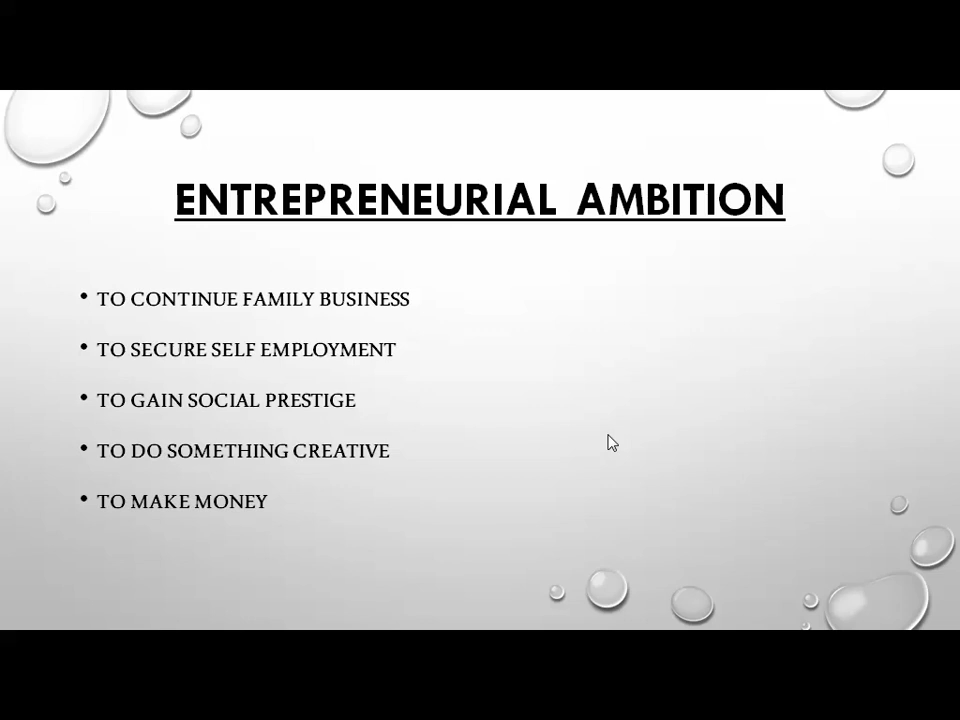 ENTREPRENEURIAL AMBITION
• TO CONTINUE FAMILY BUSINESS
• TO SECURE SELF EMPLOYMENT
• TO GAIN SOCIAL PRESTIGE
• TO DO SOMETHING CREATIVE
• TO MAKE MONEY